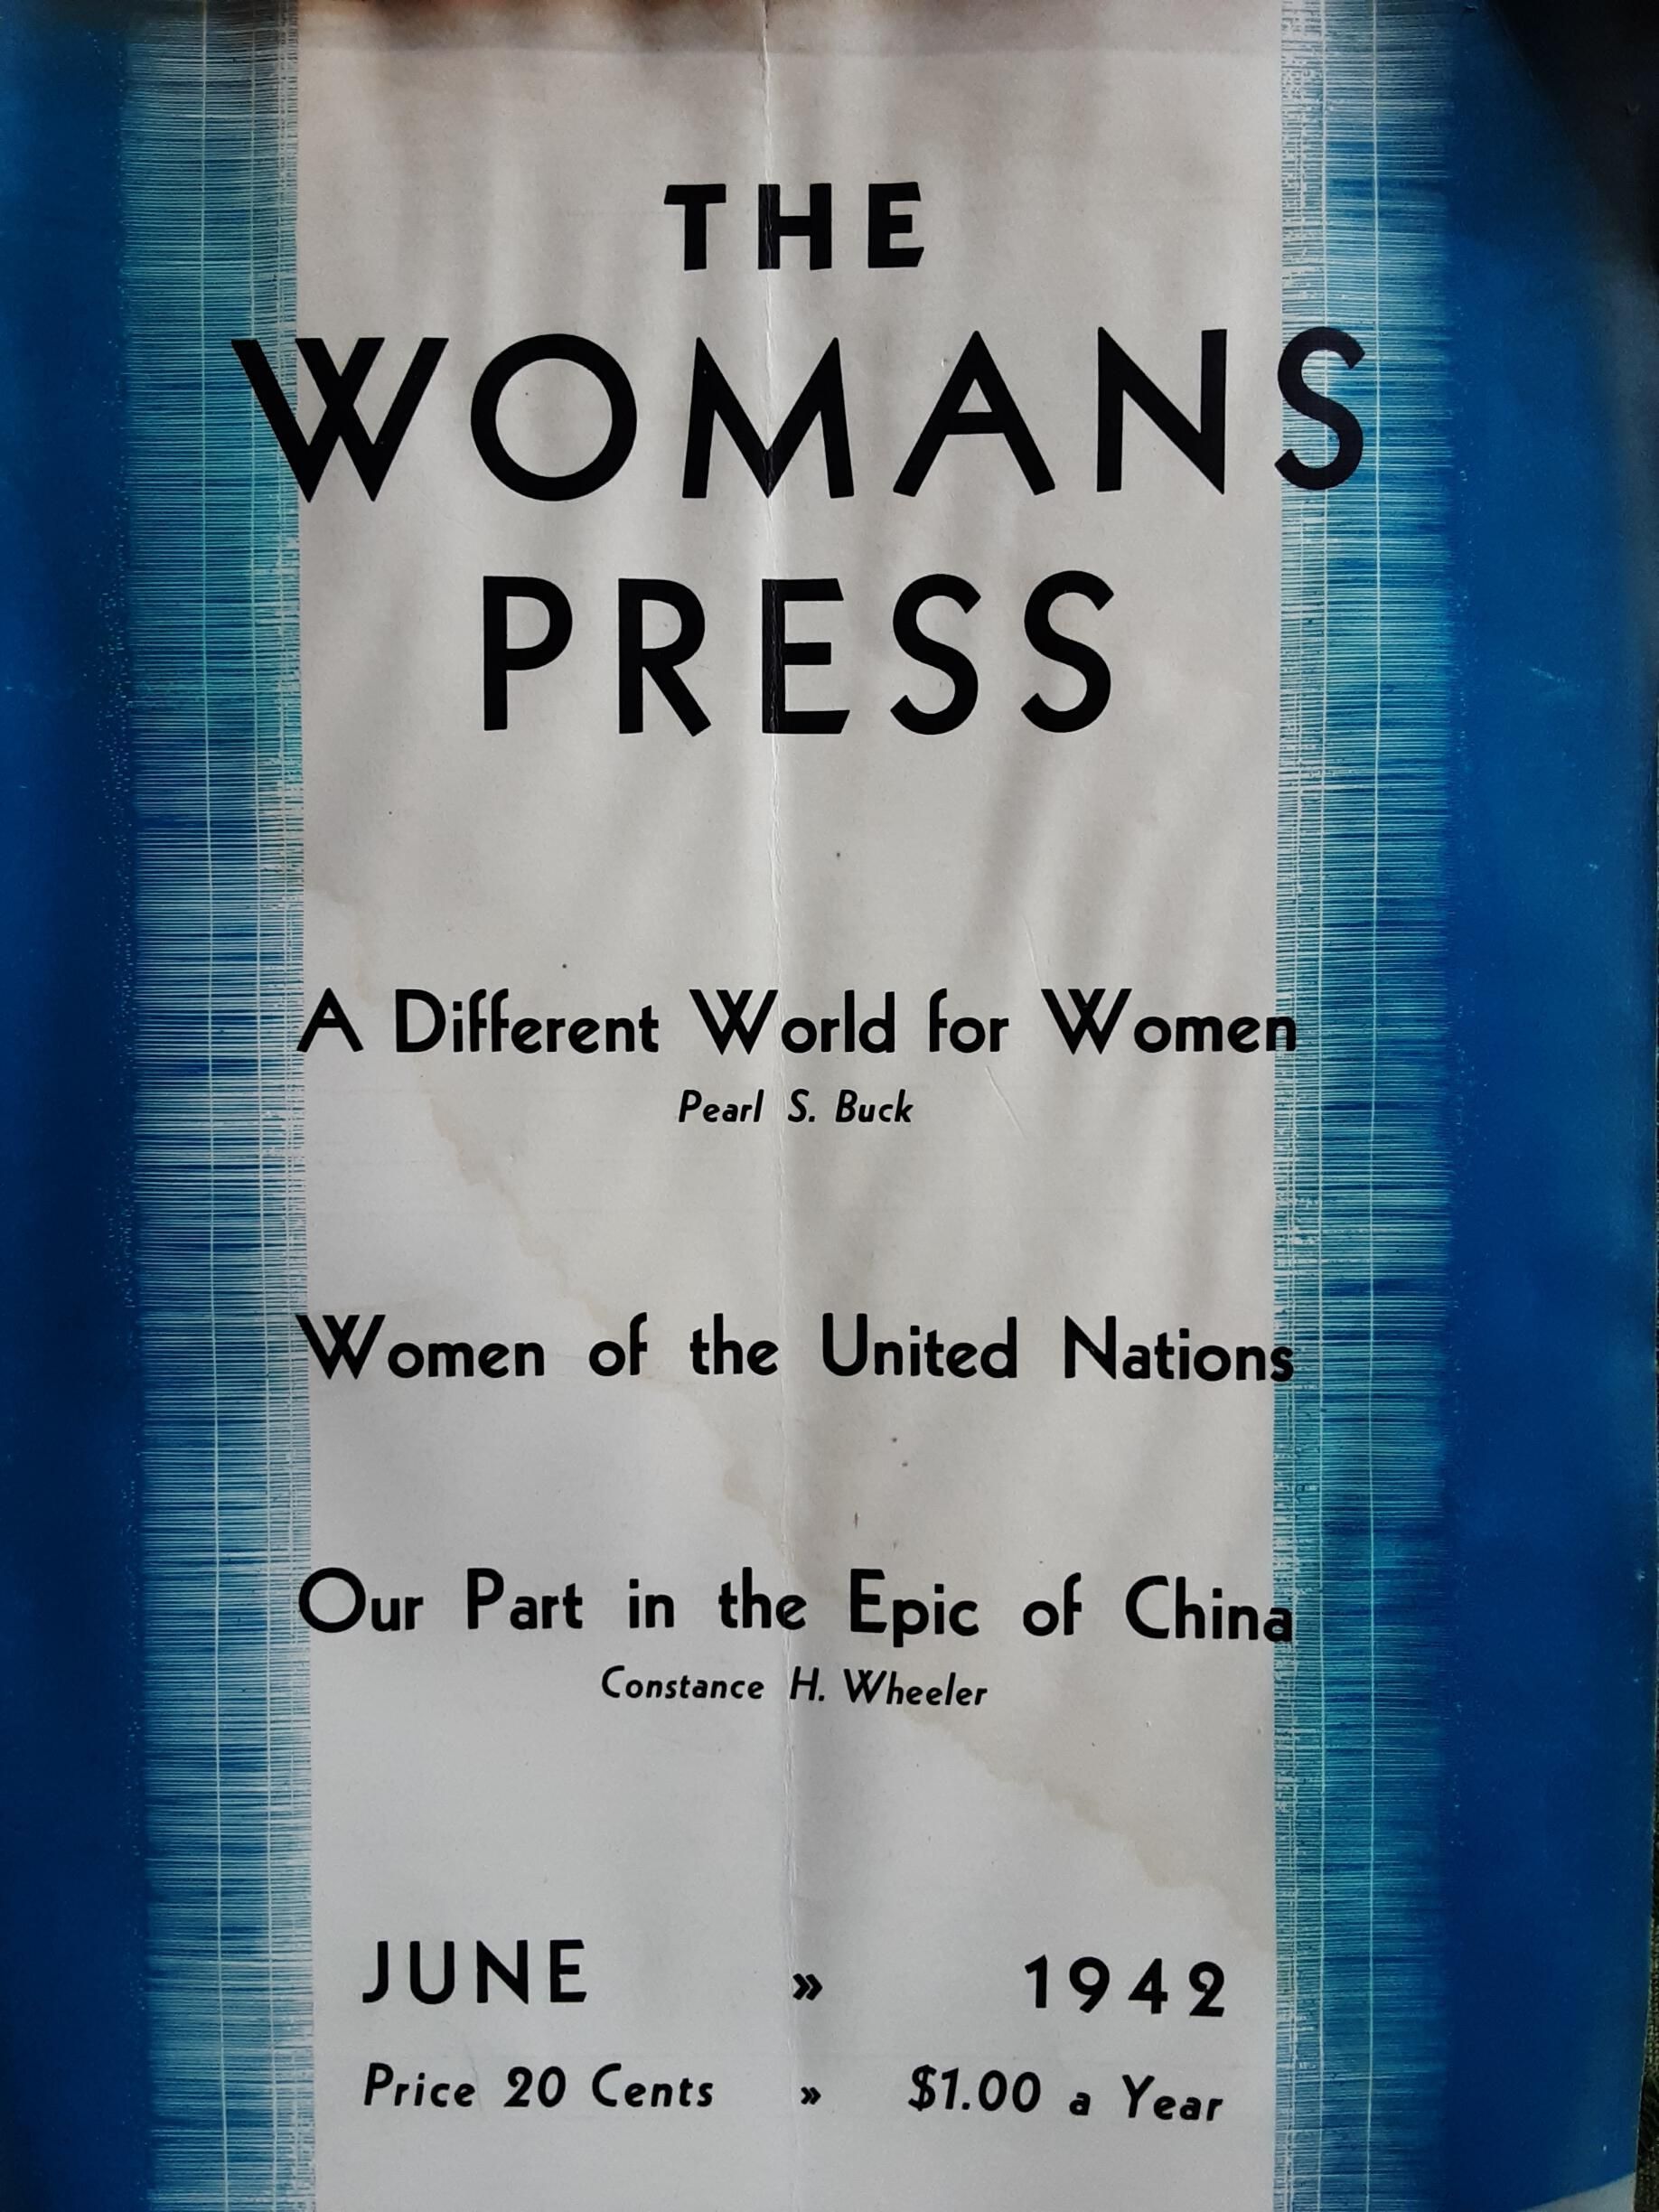 THE
WOMANS
PRESS
A Different World for Women
Pearl S. Buck
Women of the United Nations
Our Part in the Epic of China
Constance H. Wheeler
JUNE » 1942
Price 20 Cents » $1.00 a Year